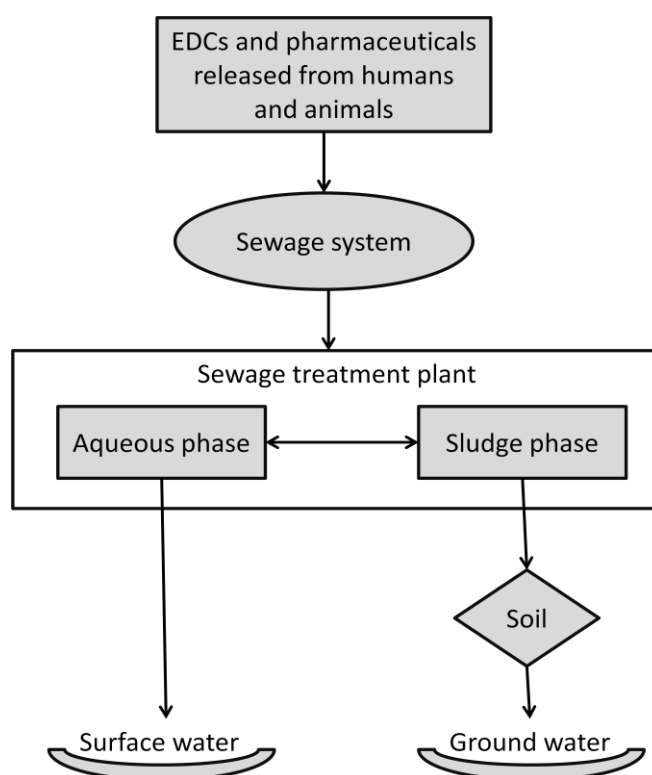 EDCs and pharmaceuticals
released from humans
and animals
Sewage system
Sewage treatment plant
Aqueous phase
Sludge phase
Soil
Surface water
Ground water